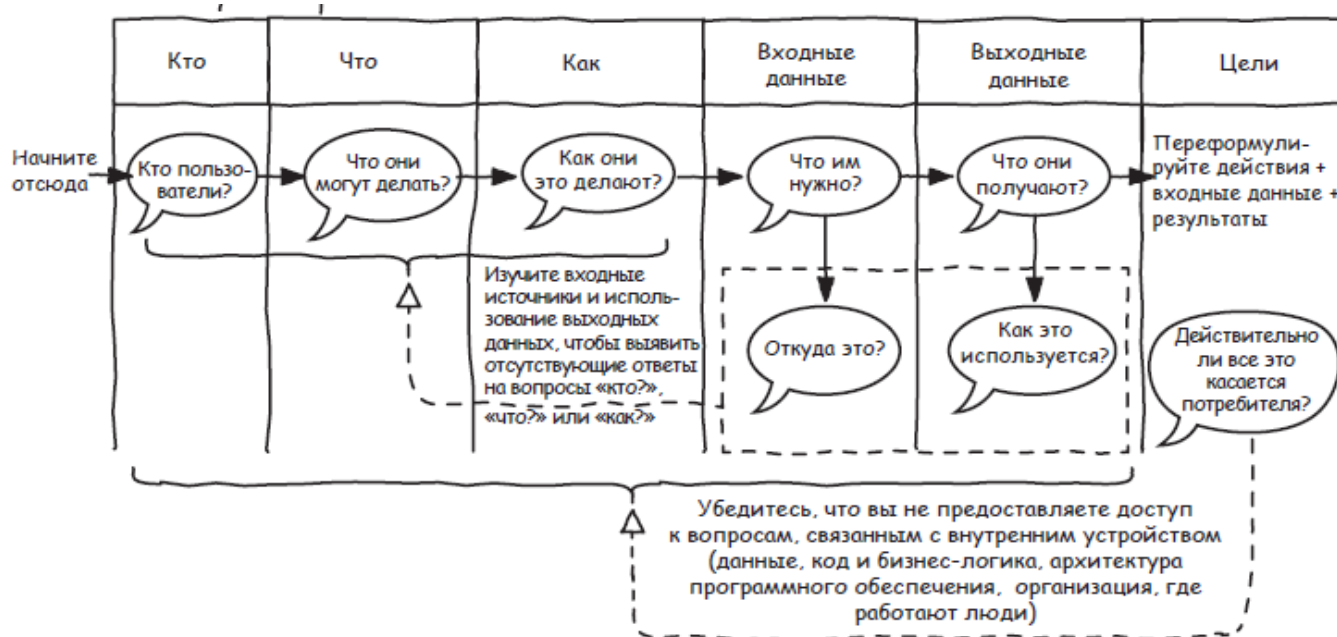 Кто
Что
Как
Входные
данные
Выходные
данные
Цели
Начните
отсюда
Кто пользо-
ватели?
Что они
могут делать?
Как они
это делают?
Что им
нужно?
Что они
получают?
Переформули-
руйте действия +
входные данные +
результаты
Изучите входные
источники и исполь-
зование выходных
данных, чтобы выявить
отсутствующие ответы
на вопросы «кто?»,
«что?» или «как?»
Откуда это?
Как это
используется?
Действительно
ли все это
касается
потребителя?
Убедитесь, что вы не предоставляете доступ
к вопросам, связанным с внутренним устройством
(данные, код и бизнес-логика, архитектура
программного обеспечения, организация, где
работают люди)